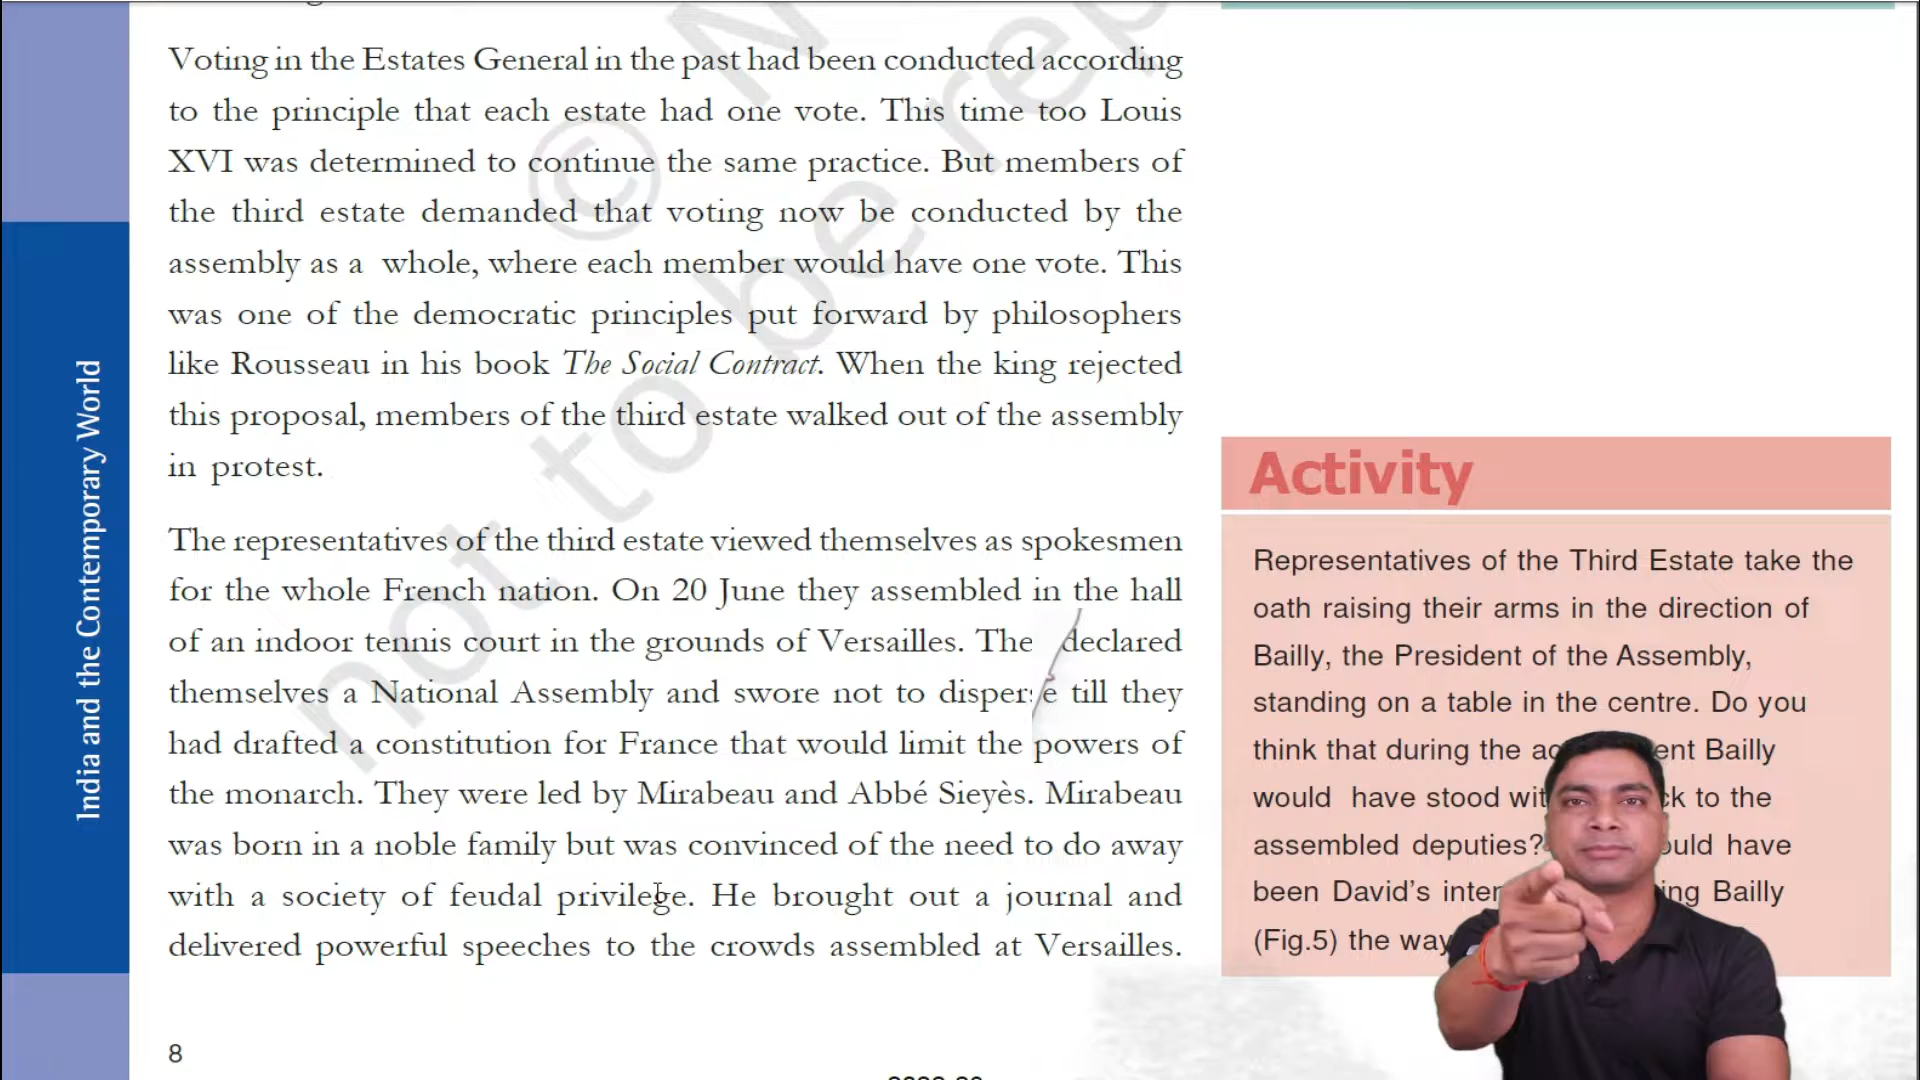 Voting in the Estates General in the past had been conducted according
to the principle that each estate had one vote. This time too Louis
XVI was determined to continue the same practice. But members of
the third estate demanded that voting now be conducted by the
assembly as a whole, where each member would have one vote. This
was one of the democratic principles put forward by philosophers
like Rousseau in his book The Social Contract. When the king rejected
this proposal, members of the third estate walked out of the assembly
in protest.
The representatives of the third estate viewed themselves as spokesmen
for the whole French nation. On 20 June they assembled in the hall
of an indoor tennis court in the grounds of Versailles. The declared
themselves a National Assembly and swore not to disperse till they
had drafted a constitution for France that would limit the powers of
the monarch. They were led by Mirabeau and Abbé Sieyès. Mirabeau
was born in a noble family but was convinced of the need to do away
with a society of feudal privilege. He brought out a journal and
delivered powerful speeches to the crowds assembled at Versailles.
8
India and the Contemporary World
Activity
Representatives of the Third Estate take the
oath raising their arms in the direction of
Bailly, the President of the Assembly,
standing on a table in the centre. Do you
think that during the Bailly
would have stood to the
assembled deputies? have
been David's Bailly
(Fig.5) the way
© N
not to be rep